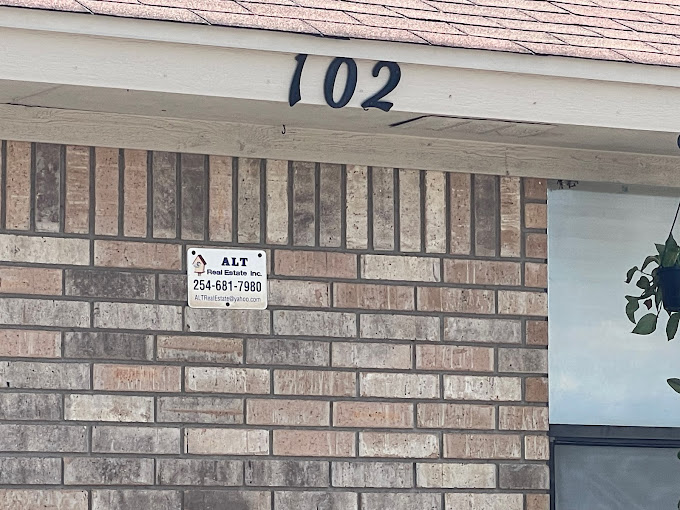 102
ALT
Real Estate Inc.
254-681-7980
ALTRealEstate@yahoo.com